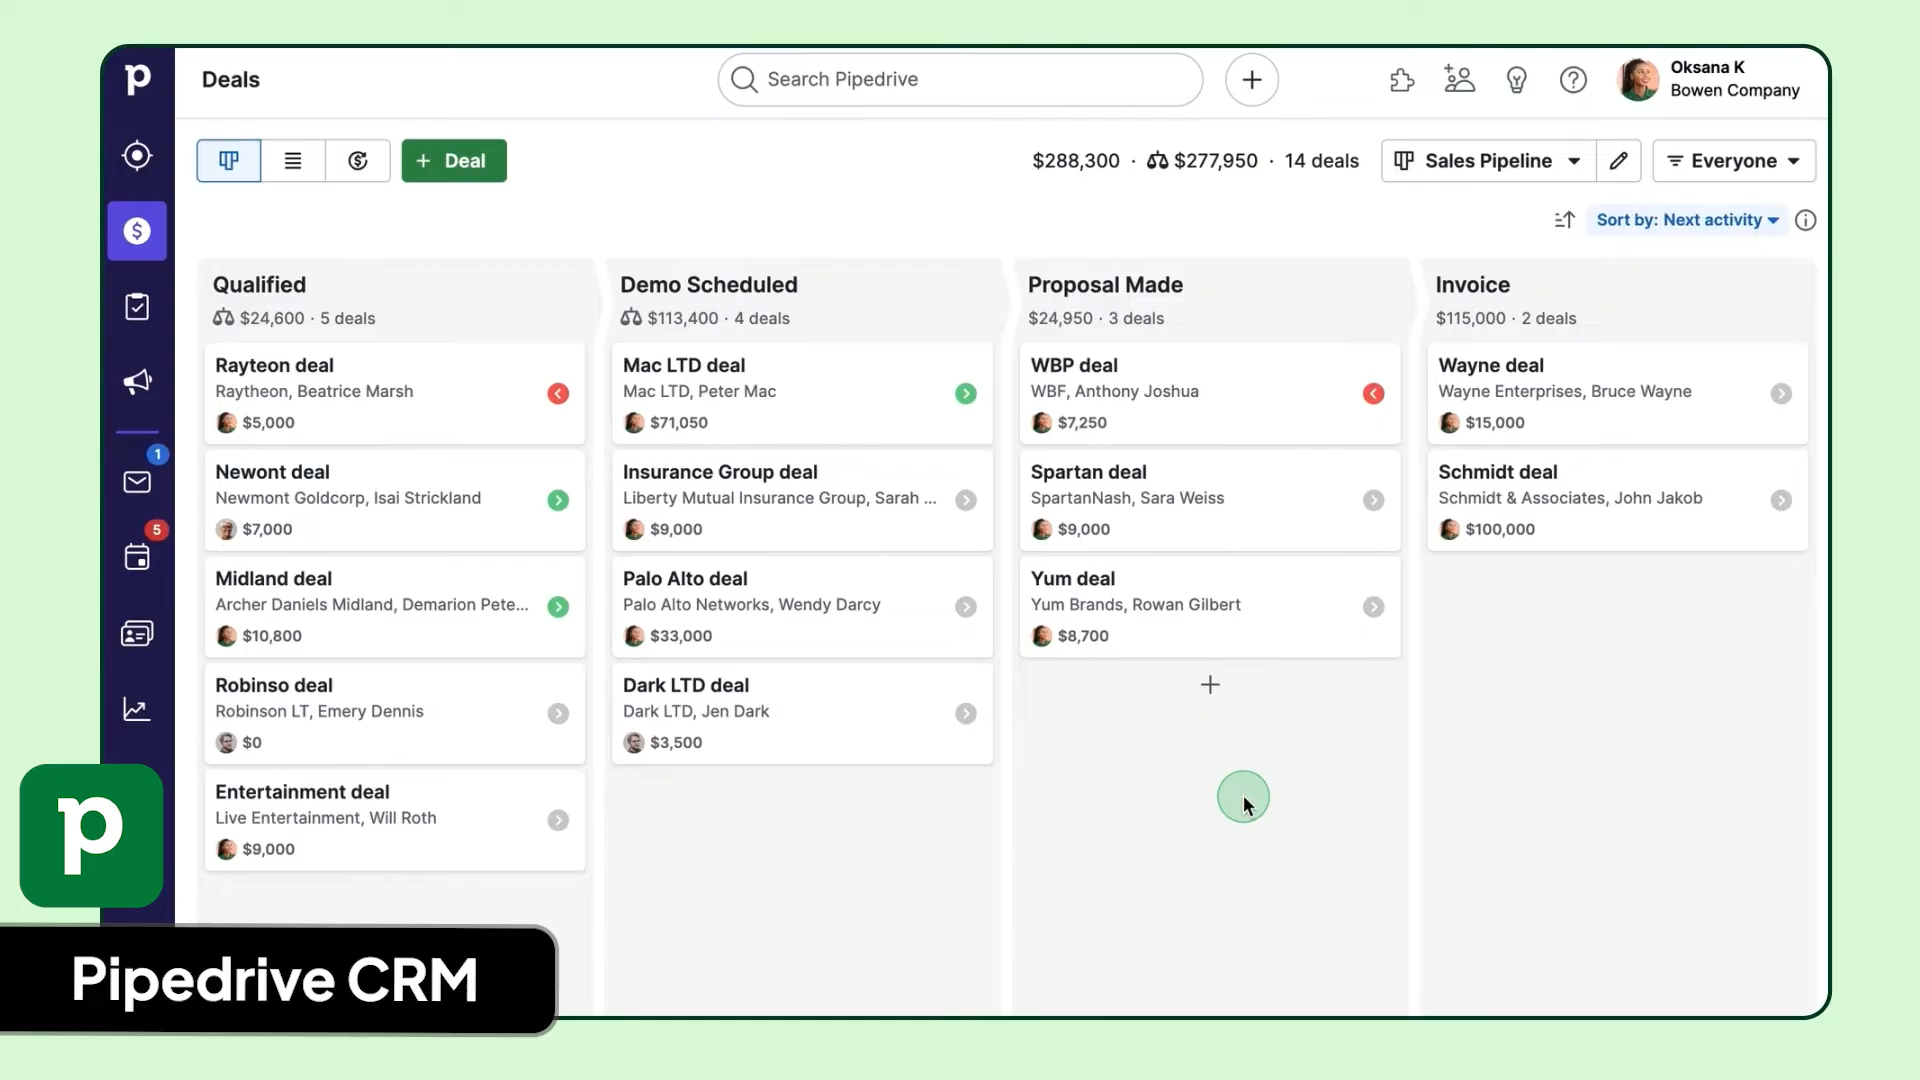 p
Deals
Search Pipedrive
Oksana K
Bowen Company
+ Deal
$288,300 · $277,950 · 14 deals
Sales Pipeline
Everyone
Sort by: Next activity
Qualified
$24,600 · 5 deals
Rayteon deal
Raytheon, Beatrice Marsh
$5,000
Newont deal
Newmont Goldcorp, Isai Strickland
$7,000
Midland deal
Archer Daniels Midland, Demarion Pete...
$10,800
Robinso deal
Robinson LT, Emery Dennis
$0
Entertainment deal
Live Entertainment, Will Roth
$9,000
Demo Scheduled
$113,400 · 4 deals
Mac LTD deal
Mac LTD, Peter Mac
$71,050
Insurance Group deal
Liberty Mutual Insurance Group, Sarah ...
$9,000
Palo Alto deal
Palo Alto Networks, Wendy Darcy
$33,000
Dark LTD deal
Dark LTD, Jen Dark
$3,500
Proposal Made
$24,950 · 3 deals
WBP deal
WBF, Anthony Joshua
$7,250
Spartan deal
SpartanNash, Sara Weiss
$9,000
Yum deal
Yum Brands, Rowan Gilbert
$8,700
Invoice
$115,000 · 2 deals
Wayne deal
Wayne Enterprises, Bruce Wayne
$15,000
Schmidt deal
Schmidt & Associates, John Jakob
$100,000
1
5
p
Pipedrive CRM